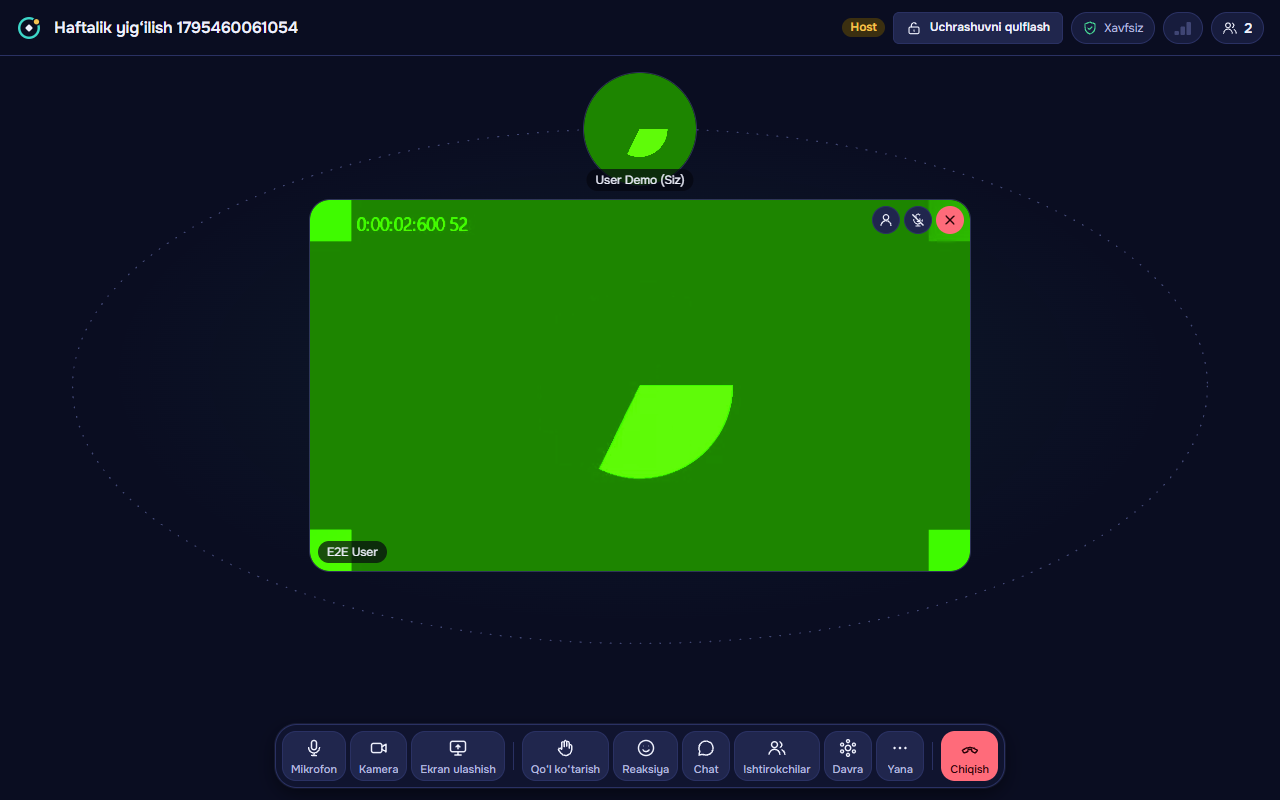 Haftalik yig‘ilish 1795460061054
Host
Uchrashuvni qulflash
Xavfsiz
2
User Demo (Siz)
0:00:02:600 52
E2E User
Mikrofon
Kamera
Ekran ulashish
Qo‘l ko‘tarish
Reaksiya
Chat
Ishtirokchilar
Davra
Yana
Chiqish